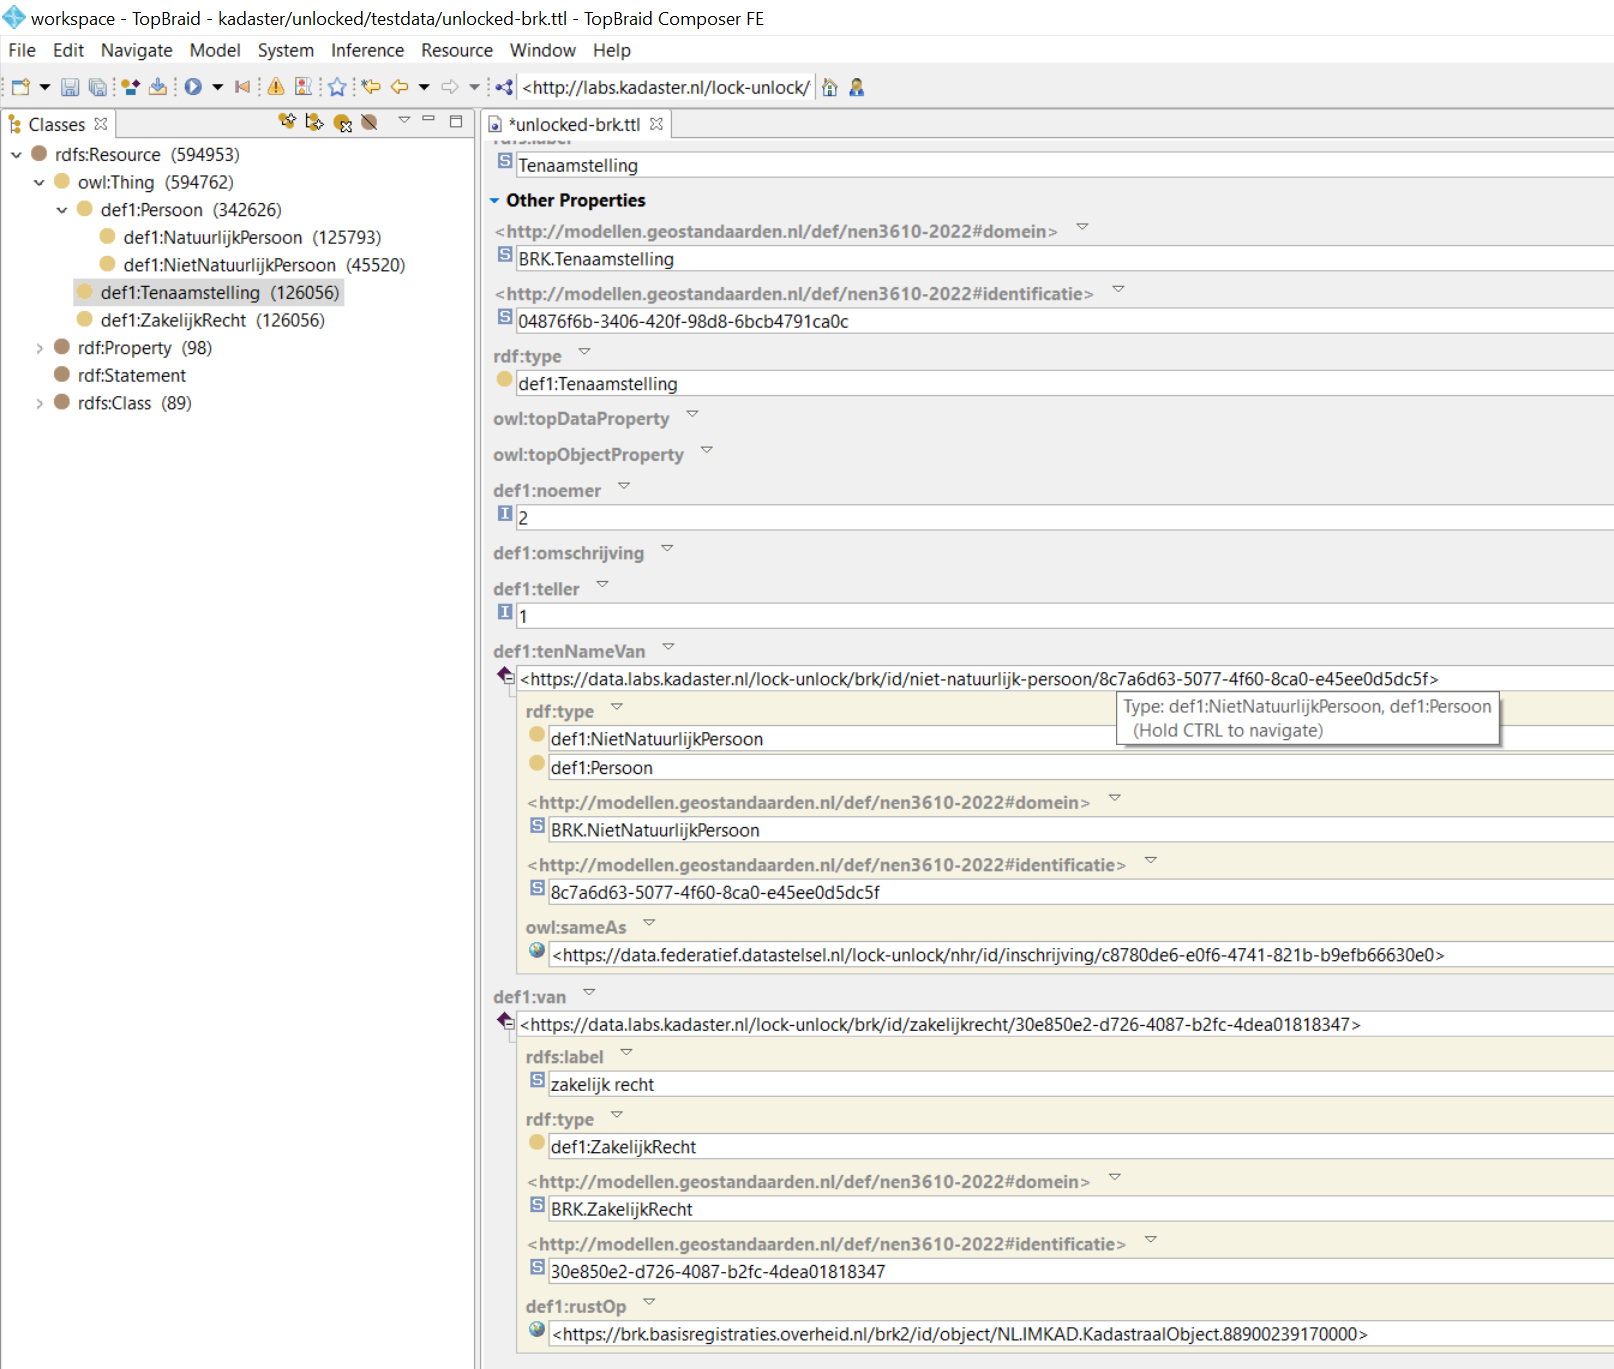 workspace - TopBraid - kadaster/unlocked/testdata/unlocked-brk.ttl - TopBraid Composer FE
File Edit Navigate Model System Inference Resource Window Help
<http://labs.kadaster.nl/lock-unlock/
Classes
rdfs:Resource (594953)
owl:Thing (594762)
def1:Persoon (342626)
def1:NatuurlijkPersoon (125793)
def1:NietNatuurlijkPersoon (45520)
def1:Tenaamstelling (126056)
def1:ZakelijkRecht (126056)
rdf:Property (98)
rdf:Statement
rdfs:Class (89)
*unlocked-brk.ttl
rdfs:label
S Tenaamstelling
Other Properties
<http://modellen.geostandaarden.nl/def/nen3610-2022#domein>
S BRK.Tenaamstelling
<http://modellen.geostandaarden.nl/def/nen3610-2022#identificatie>
S 04876f6b-3406-420f-98d8-6bcb4791ca0c
rdf:type
def1:Tenaamstelling
owl:topDataProperty
owl:topObjectProperty
def1:noemer
I 2
def1:omschrijving
def1:teller
I 1
def1:tenNameVan
<https://data.labs.kadaster.nl/lock-unlock/brk/id/niet-natuurlijk-persoon/8c7a6d63-5077-4f60-8ca0-e45ee0d5dc5f>
Type: def1:NietNatuurlijkPersoon, def1:Persoon
(Hold CTRL to navigate)
rdf:type
def1:NietNatuurlijkPersoon
def1:Persoon
<http://modellen.geostandaarden.nl/def/nen3610-2022#domein>
S BRK.NietNatuurlijkPersoon
<http://modellen.geostandaarden.nl/def/nen3610-2022#identificatie>
S 8c7a6d63-5077-4f60-8ca0-e45ee0d5dc5f
owl:sameAs
<https://data.federatief.datastelsel.nl/lock-unlock/nhr/id/inschrijving/c8780de6-e0f6-4741-821b-b9efb66630e0>
def1:van
<https://data.labs.kadaster.nl/lock-unlock/brk/id/zakelijkrecht/30e850e2-d726-4087-b2fc-4dea01818347>
rdfs:label
S zakelijk recht
rdf:type
def1:ZakelijkRecht
<http://modellen.geostandaarden.nl/def/nen3610-2022#domein>
S BRK.ZakelijkRecht
<http://modellen.geostandaarden.nl/def/nen3610-2022#identificatie>
S 30e850e2-d726-4087-b2fc-4dea01818347
def1:rustOp
<https://brk.basisregistraties.overheid.nl/brk2/id/object/NL.IMKAD.KadastraalObject.88900239170000>